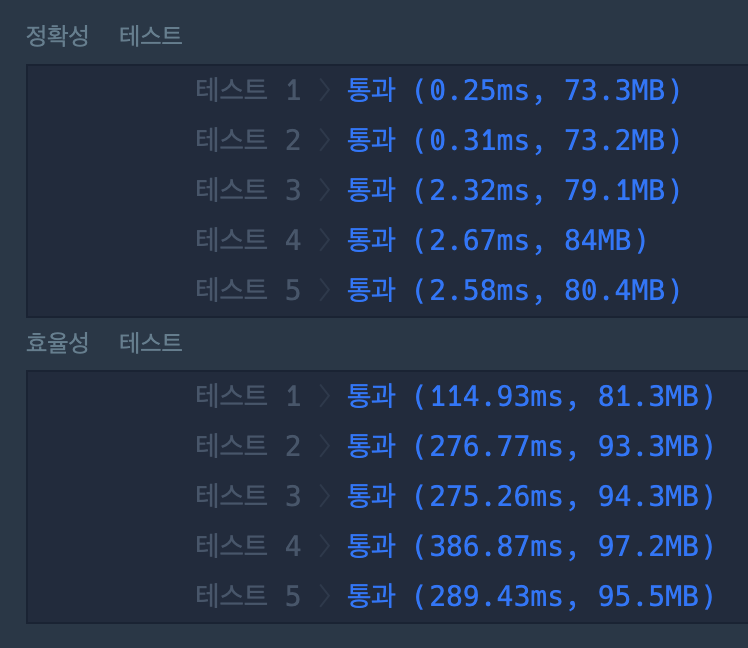 정확성 테스트
테스트 1 〉 통과 (0.25ms, 73.3MB)
테스트 2 〉 통과 (0.31ms, 73.2MB)
테스트 3 〉 통과 (2.32ms, 79.1MB)
테스트 4 〉 통과 (2.67ms, 84MB)
테스트 5 〉 통과 (2.58ms, 80.4MB)
효율성 테스트
테스트 1 〉 통과 (114.93ms, 81.3MB)
테스트 2 〉 통과 (276.77ms, 93.3MB)
테스트 3 〉 통과 (275.26ms, 94.3MB)
테스트 4 〉 통과 (386.87ms, 97.2MB)
테스트 5 〉 통과 (289.43ms, 95.5MB)